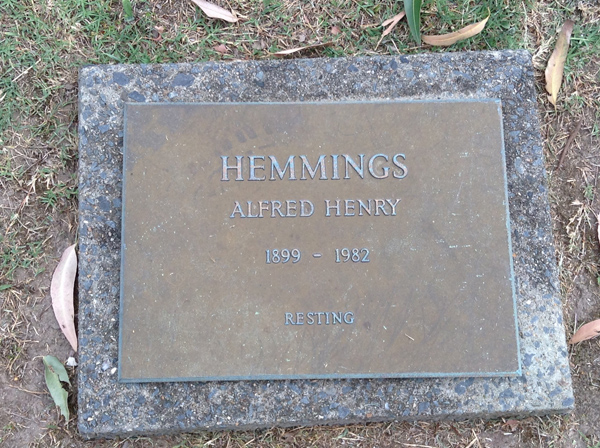 HEMMINGS
ALFRED HENRY
1899 - 1982
RESTING